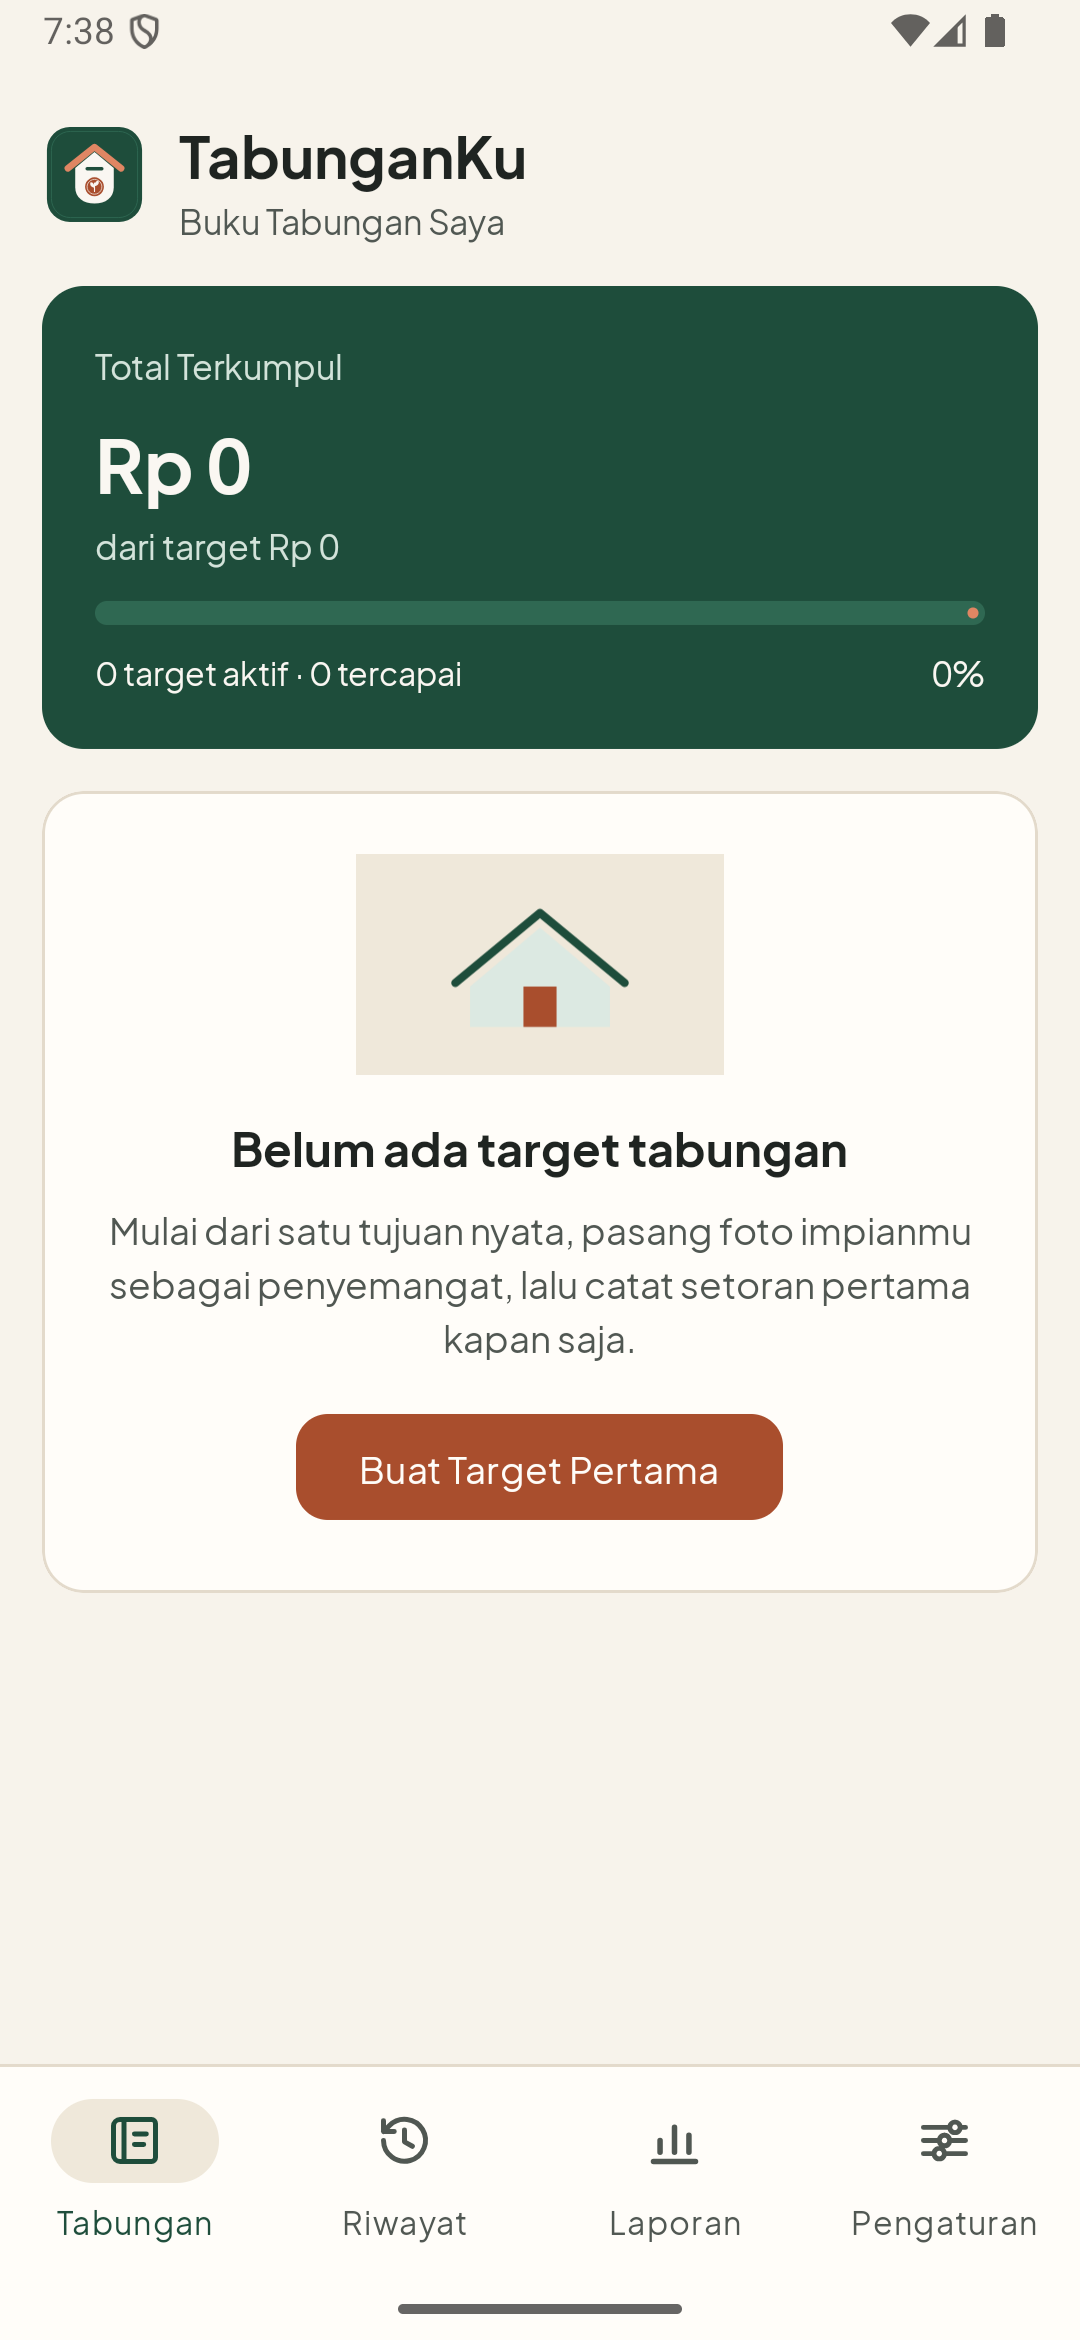 7:38
TabunganKu
Buku Tabungan Saya
Total Terkumpul
Rp 0
dari target Rp 0
0 target aktif · 0 tercapai
0%
Belum ada target tabungan
Mulai dari satu tujuan nyata, pasang foto impianmu
sebagai penyemangat, lalu catat setoran pertama
kapan saja.
Buat Target Pertama
Tabungan
Riwayat
Laporan
Pengaturan